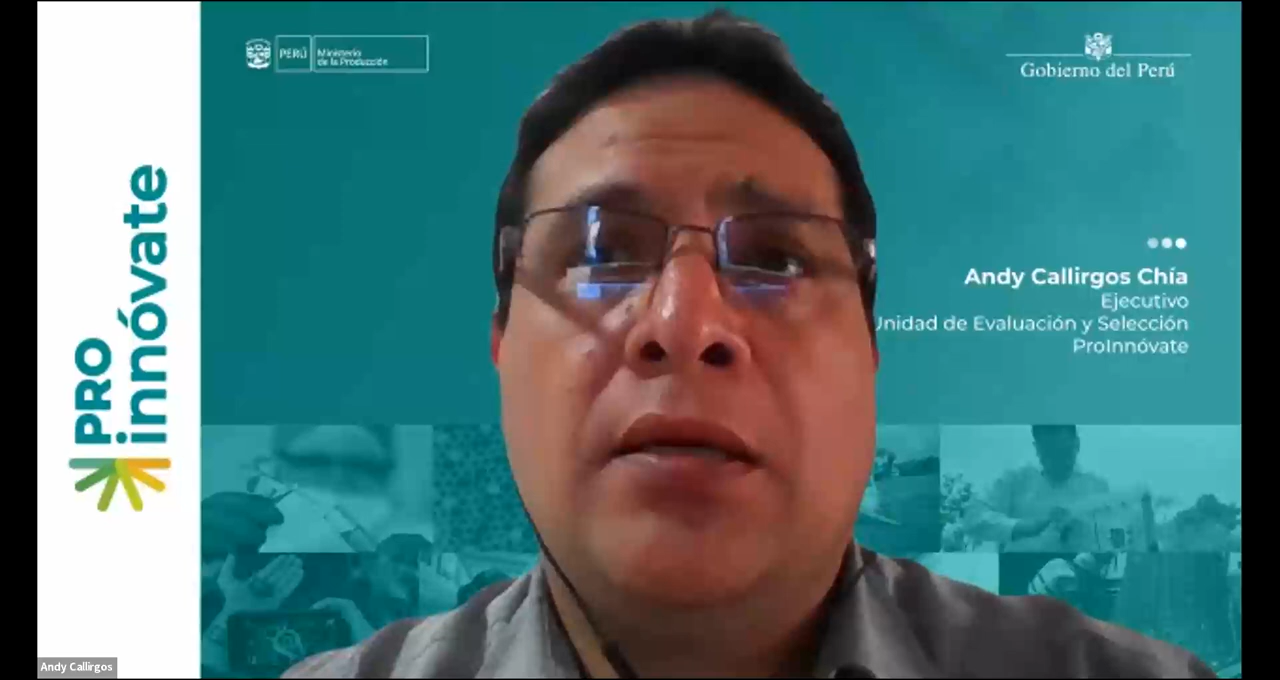 PERÚ
Ministerio
de la Producción
Gobierno del Perú
PRO
innóvate
Andy Callirgos Chía
Ejecutivo
Unidad de Evaluación y Selección
ProInnóvate
Andy Callirgos